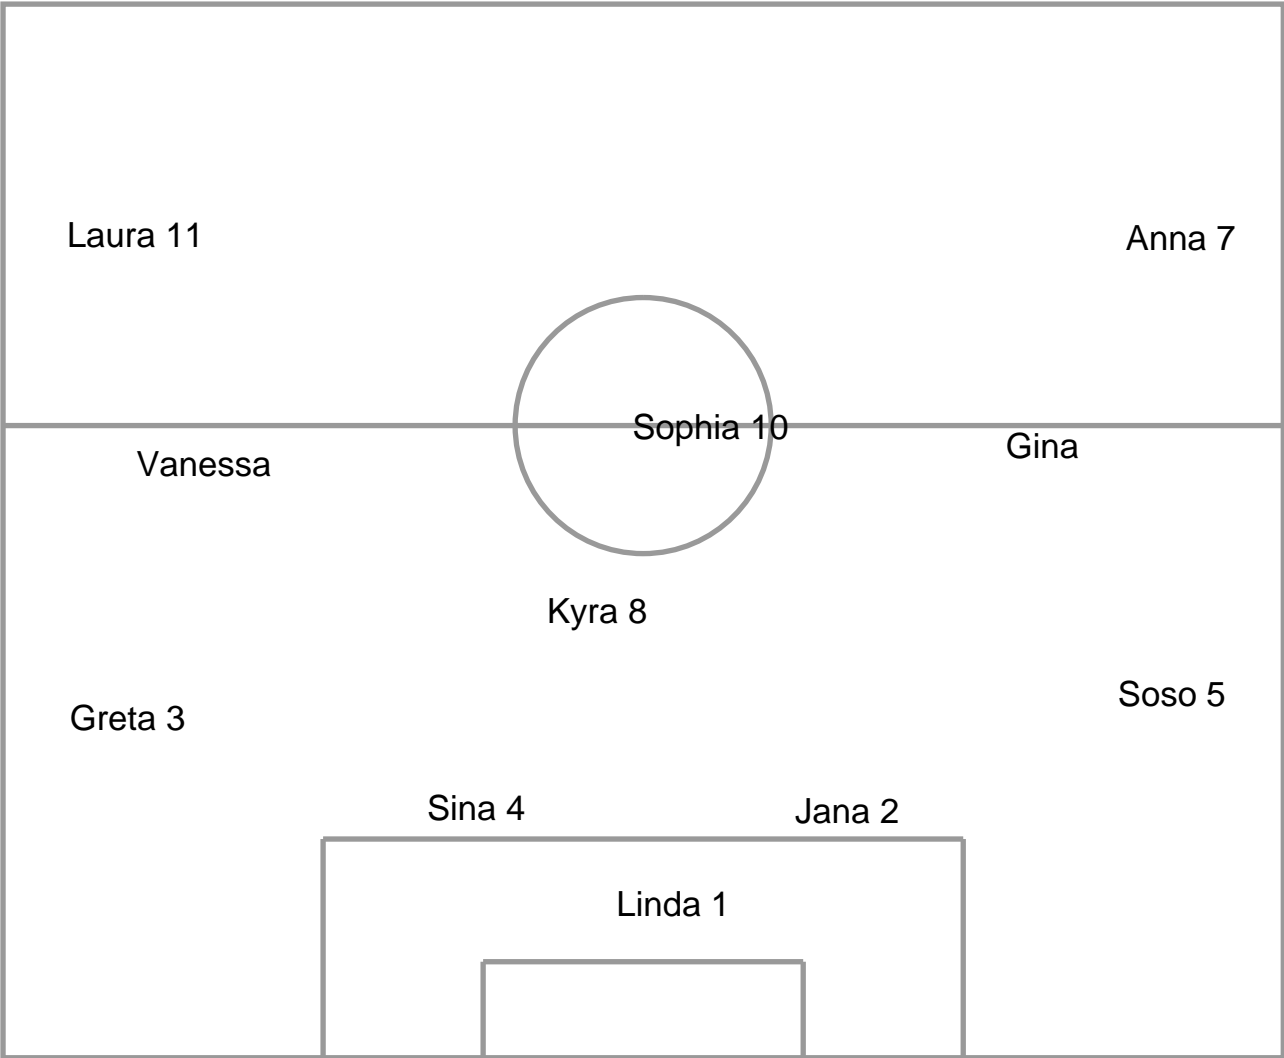 Laura 11
Anna 7
Sophia 10
Gina
Vanessa
Kyra 8
Soso 5
Greta 3
Sina 4
Jana 2
Linda 1